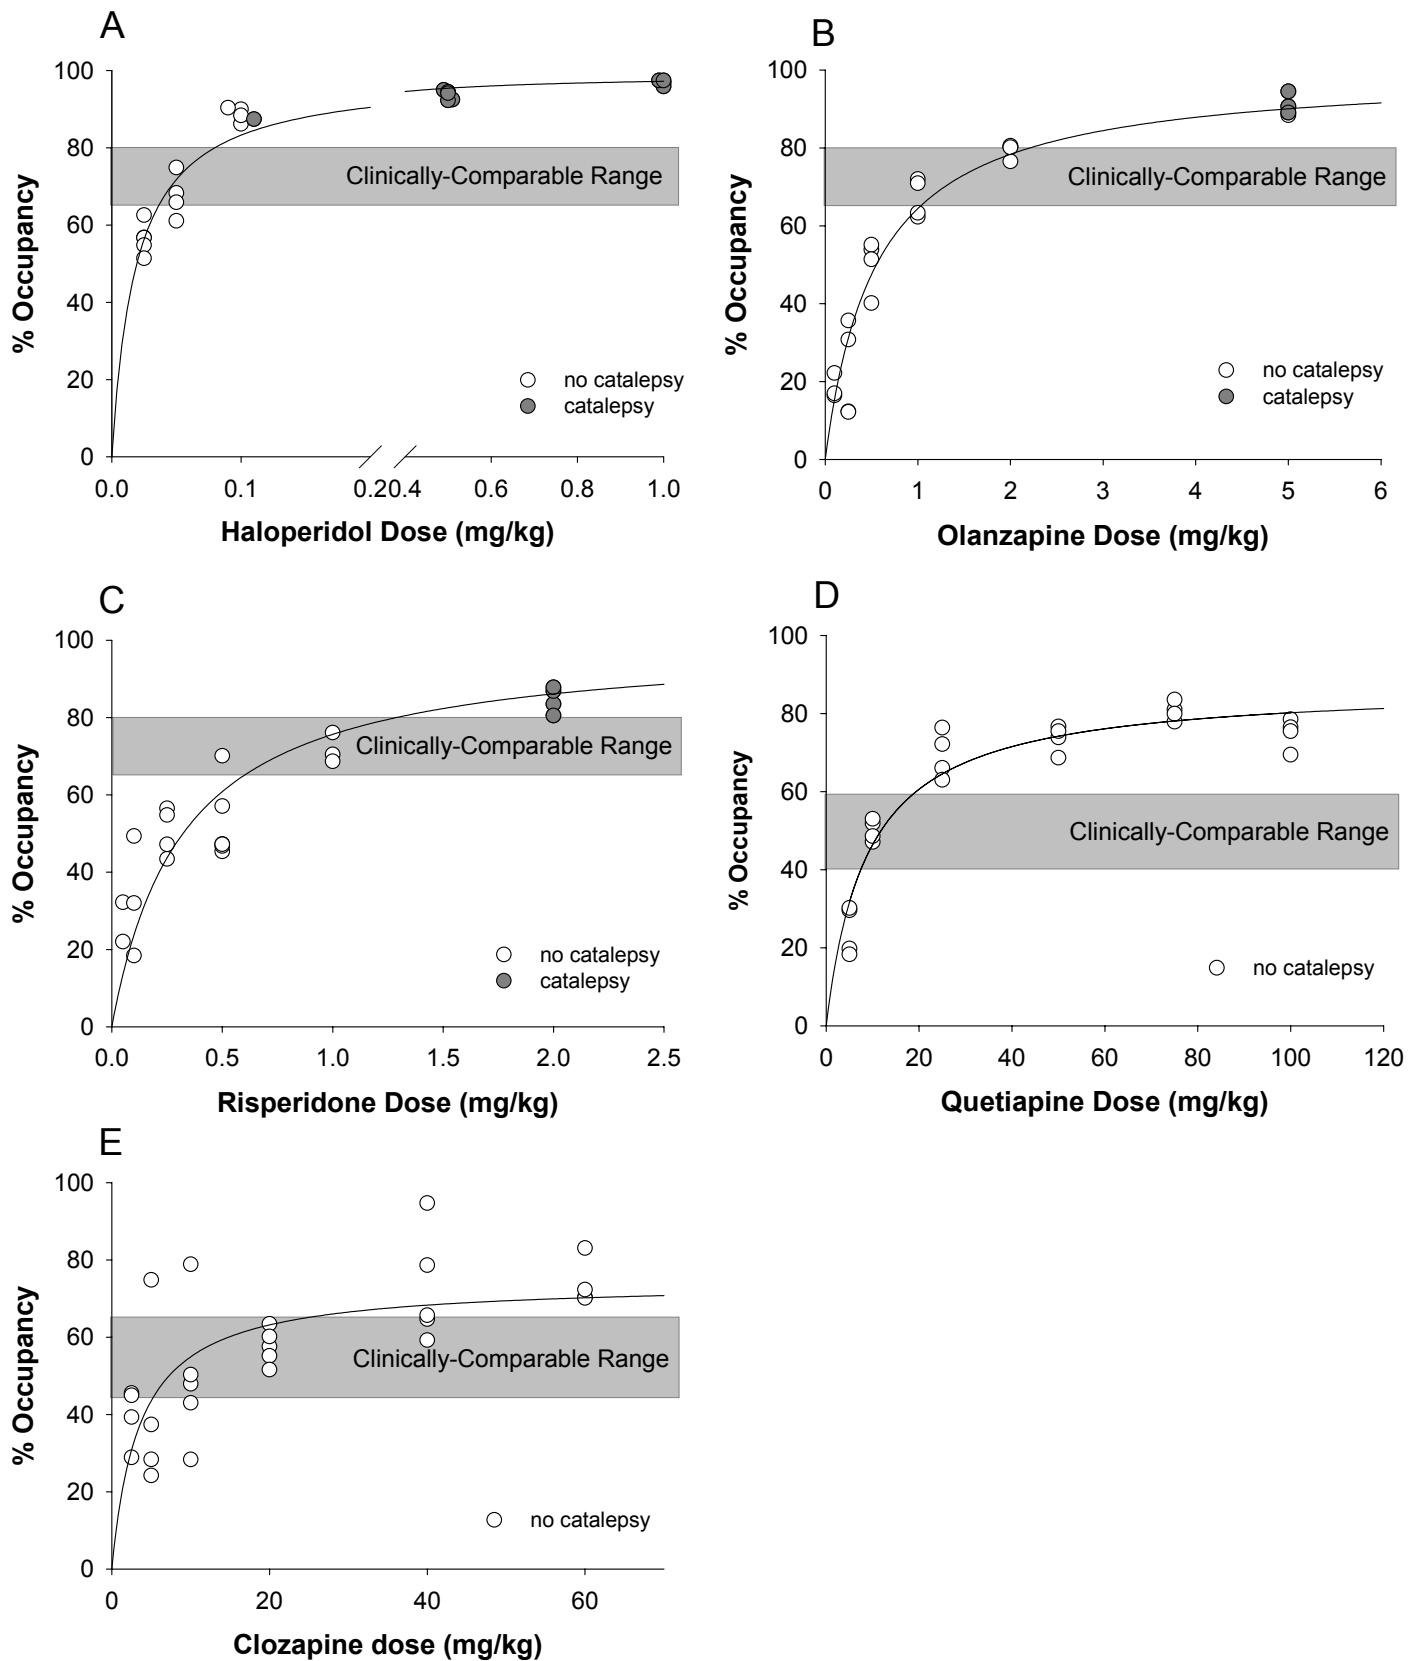 A
100
80
60
40
20
0
% Occupancy
Clinically-Comparable Range
no catalepsy
catalepsy
0.0 0.1 0.2 0.4 0.6 0.8 1.0
Haloperidol Dose (mg/kg)
B
100
80
60
40
20
0
% Occupancy
Clinically-Comparable Range
no catalepsy
catalepsy
0 1 2 3 4 5 6
Olanzapine Dose (mg/kg)
C
100
80
60
40
20
0
% Occupancy
Clinically-Comparable Range
no catalepsy
catalepsy
0.0 0.5 1.0 1.5 2.0 2.5
Risperidone Dose (mg/kg)
D
100
80
60
40
20
0
% Occupancy
Clinically-Comparable Range
no catalepsy
0 20 40 60 80 100 120
Quetiapine Dose (mg/kg)
E
100
80
60
40
20
0
% Occupancy
Clinically-Comparable Range
no catalepsy
0 20 40 60
Clozapine dose (mg/kg)